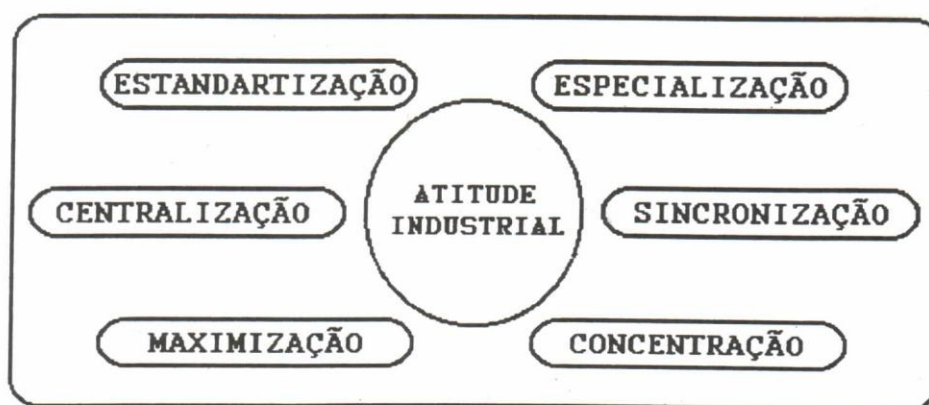 ESTANDARTIZAÇÃO
ESPECIALIZAÇÃO
ATITUDE
INDUSTRIAL
CENTRALIZAÇÃO
SINCRONIZAÇÃO
MAXIMIZAÇÃO
CONCENTRAÇÃO